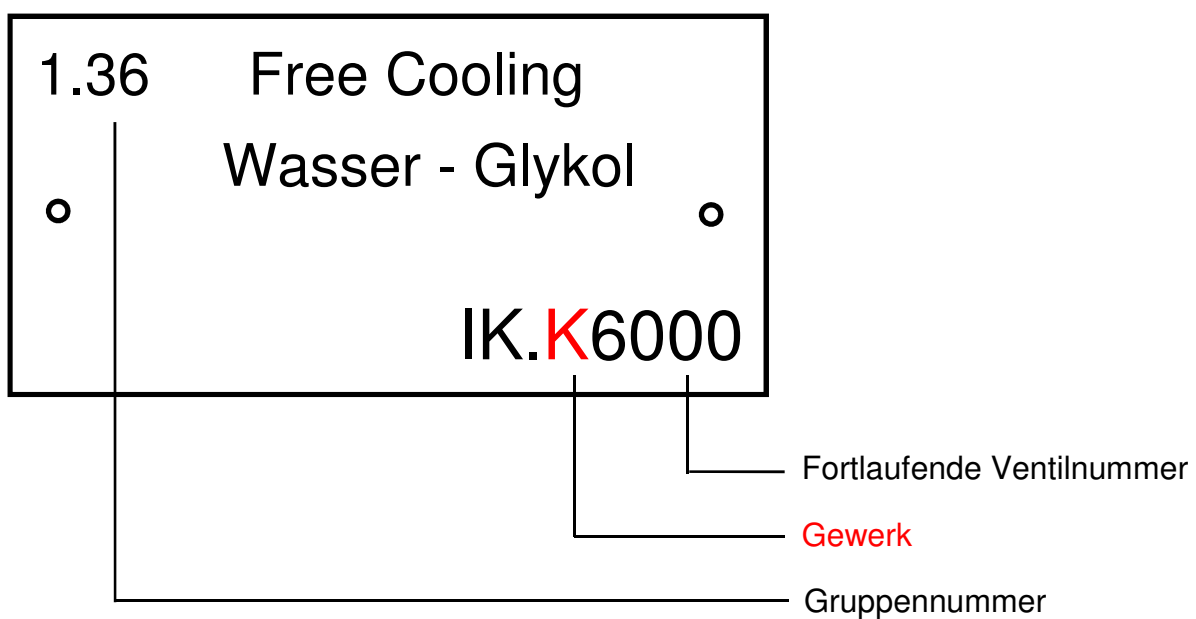 1.36 Free Cooling
Wasser - Glykol
IK.K6000
Fortlaufende Ventilnummer
Gewerk
Gruppennummer